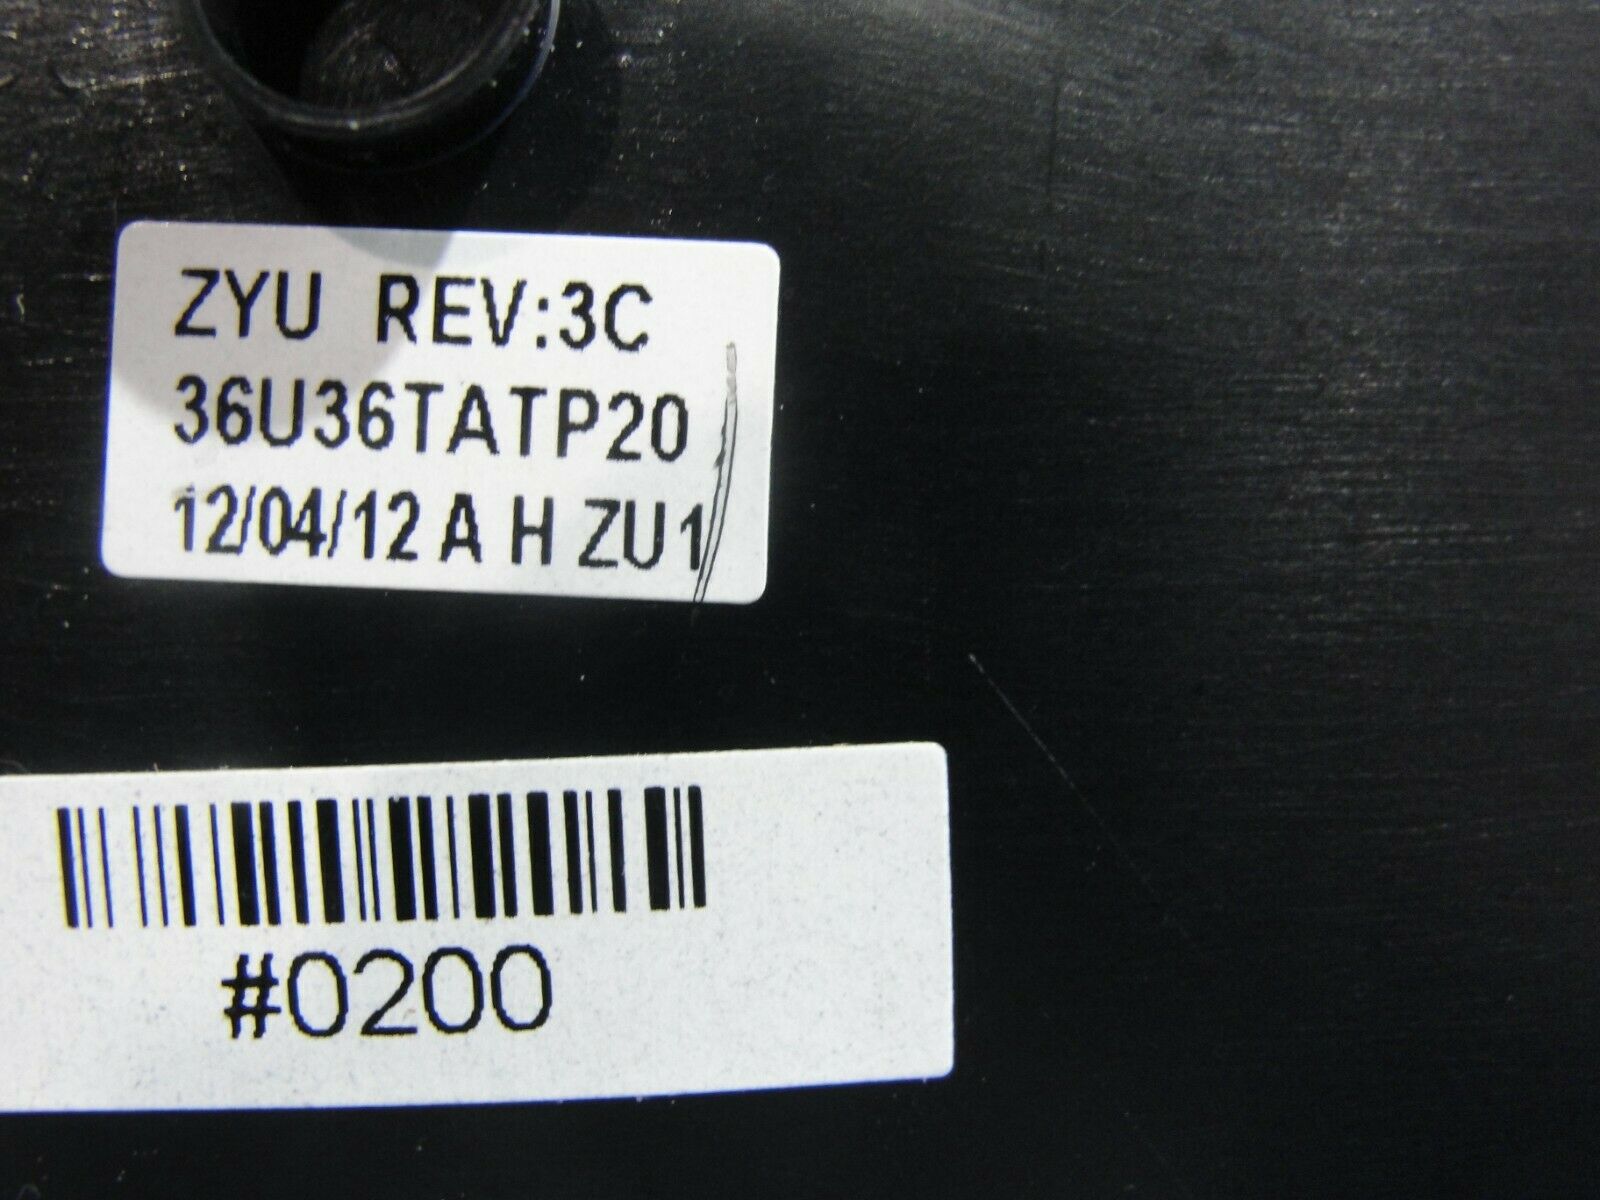 ZYU REV:3C
36U36TATP20
12/04/12 A H ZU1
#0200